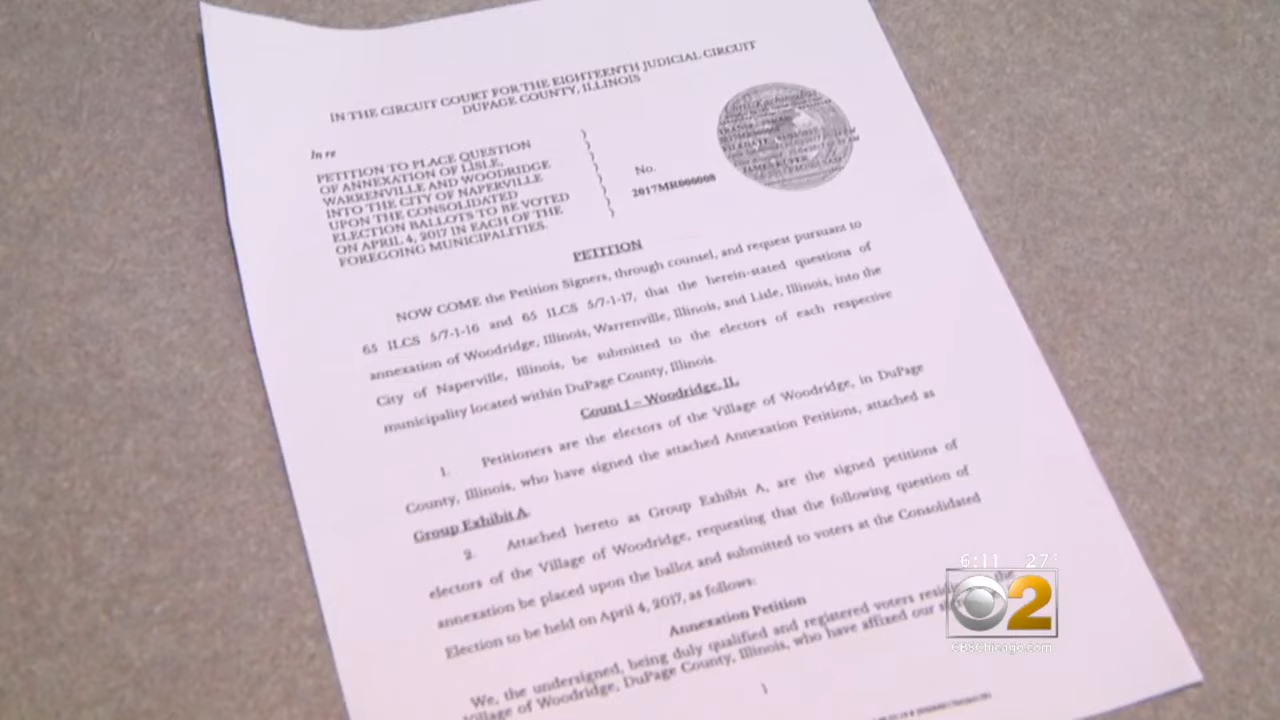 IN THE CIRCUIT COURT FOR THE EIGHTEENTH JUDICIAL CIRCUIT
DUPAGE COUNTY, ILLINOIS
In re
PETITION TO PLACE QUESTION
OF ANNEXATION OF LISLE,
WARRENVILLE AND WOODRIDGE
INTO THE CITY OF NAPERVILLE
UPON THE CONSOLIDATED
ELECTION BALLOTS TO BE VOTED
ON APRIL 4, 2017 IN EACH OF THE
FOREGOING MUNICIPALITIES.
)
)
)
)
)
)
)
)
No.
2017MR000008
PETITION
NOW COME the Petition Signers, through counsel, and request pursuant to
65 ILCS 5/7-1-16 and 65 ILCS 5/7-1-17, that the herein-stated questions of
annexation of Woodridge, Illinois, Warrenville, Illinois, and Lisle, Illinois, into the
City of Naperville, Illinois, be submitted to the electors of each respective
municipality located within DuPage County, Illinois.
Count I – Woodridge, IL
1. Petitioners are the electors of the Village of Woodridge, in DuPage
County, Illinois, who have signed the attached Annexation Petitions, attached as
Group Exhibit A.
2. Attached hereto as Group Exhibit A, are the signed petitions of
electors of the Village of Woodridge, requesting that the following question of
annexation be placed upon the ballot and submitted to voters at the Consolidated
Election to be held on April 4, 2017, as follows:
Annexation Petition
We, the undersigned, being duly qualified and registered voters the
Village of Woodridge, DuPage County, Illinois, who have affixed our
1
6:11 27°
2
CBSChicago.com